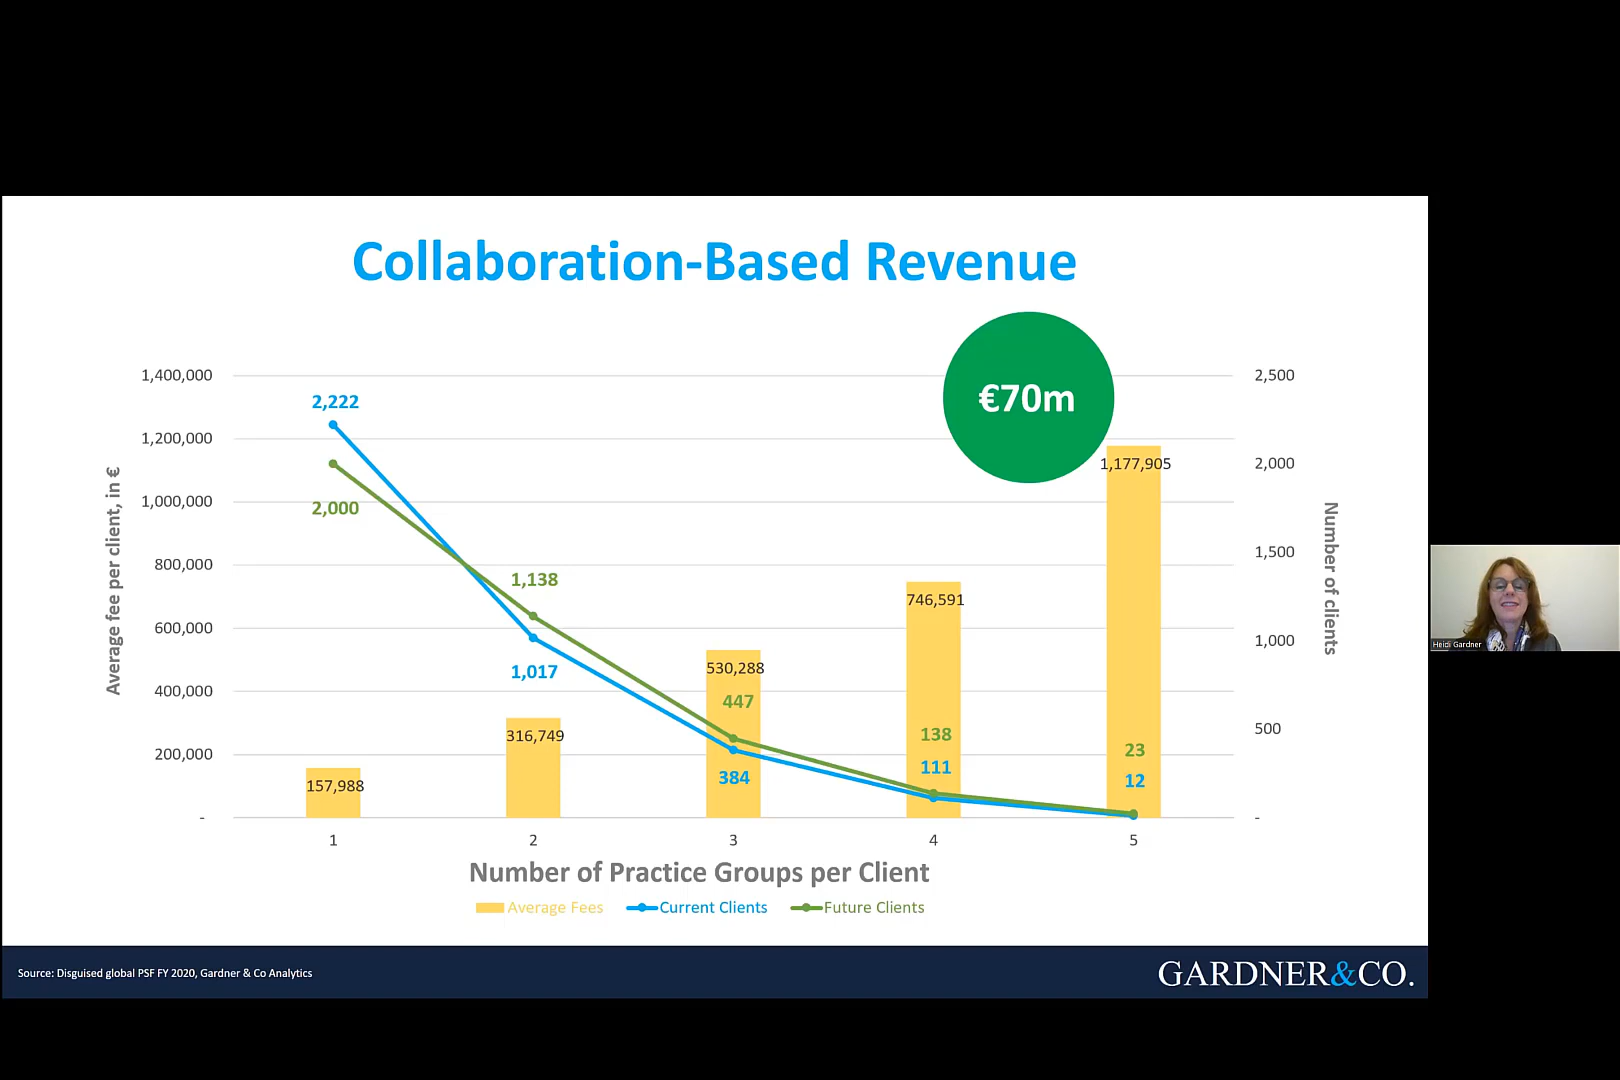 Collaboration-Based Revenue
€70m
Average fee per client, in €
1,400,000
1,200,000
1,000,000
800,000
600,000
400,000
200,000
-
2,500
2,000
1,500
1,000
500
-
Number of clients
2,222
2,000
1,138
1,017
447
384
138
111
23
12
157,988
316,749
530,288
746,591
1,177,905
1 2 3 4 5
Number of Practice Groups per Client
Average Fees Current Clients Future Clients
Source: Disguised global PSF FY 2020, Gardner & Co Analytics
GARDNER&CO.
Heidi Gardner